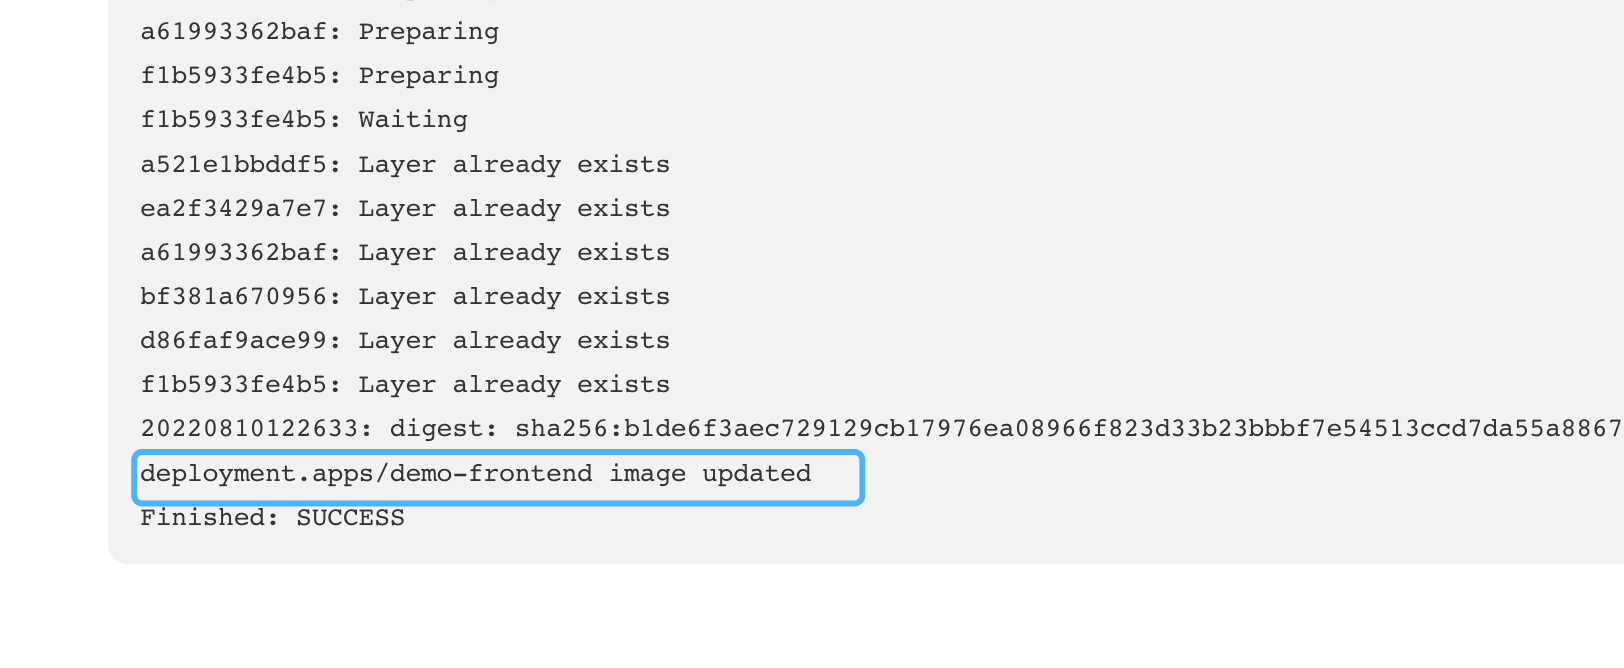 a61993362baf: Preparing
f1b5933fe4b5: Preparing
f1b5933fe4b5: Waiting
a521e1bbddf5: Layer already exists
ea2f3429a7e7: Layer already exists
a61993362baf: Layer already exists
bf381a670956: Layer already exists
d86faf9ace99: Layer already exists
f1b5933fe4b5: Layer already exists
20220810122633: digest: sha256:b1de6f3aec729129cb17976ea08966f823d33b23bbbf7e54513ccd7da55a8867
deployment.apps/demo-frontend image updated
Finished: SUCCESS